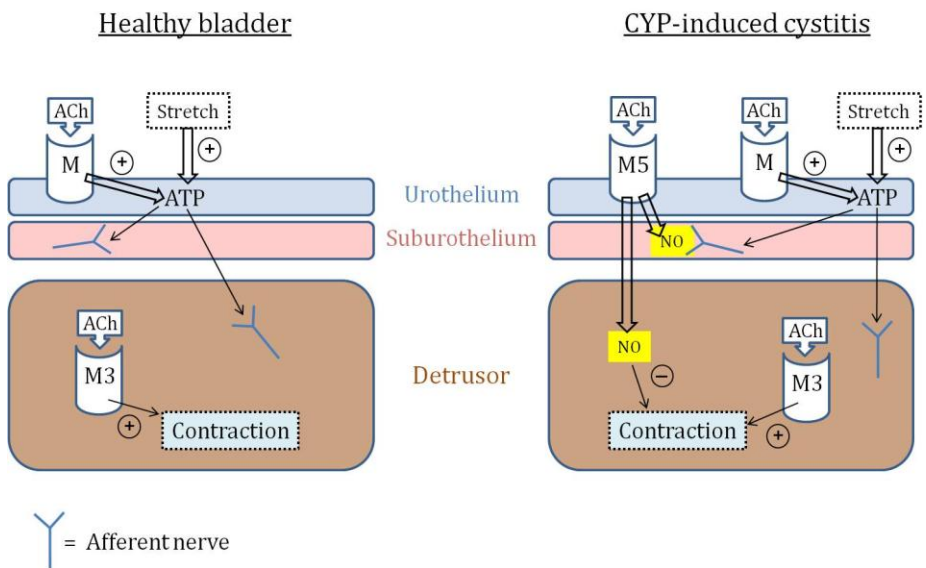 Healthy bladder
CYP-induced cystitis
ACh
Stretch
M
+
+
ATP
ACh
M5
ACh
M
Stretch
+
+
ATP
Urothelium
Suburothelium
NO
ACh
M3
+
Contraction
Detrusor
NO
−
ACh
M3
+
Contraction
= Afferent nerve